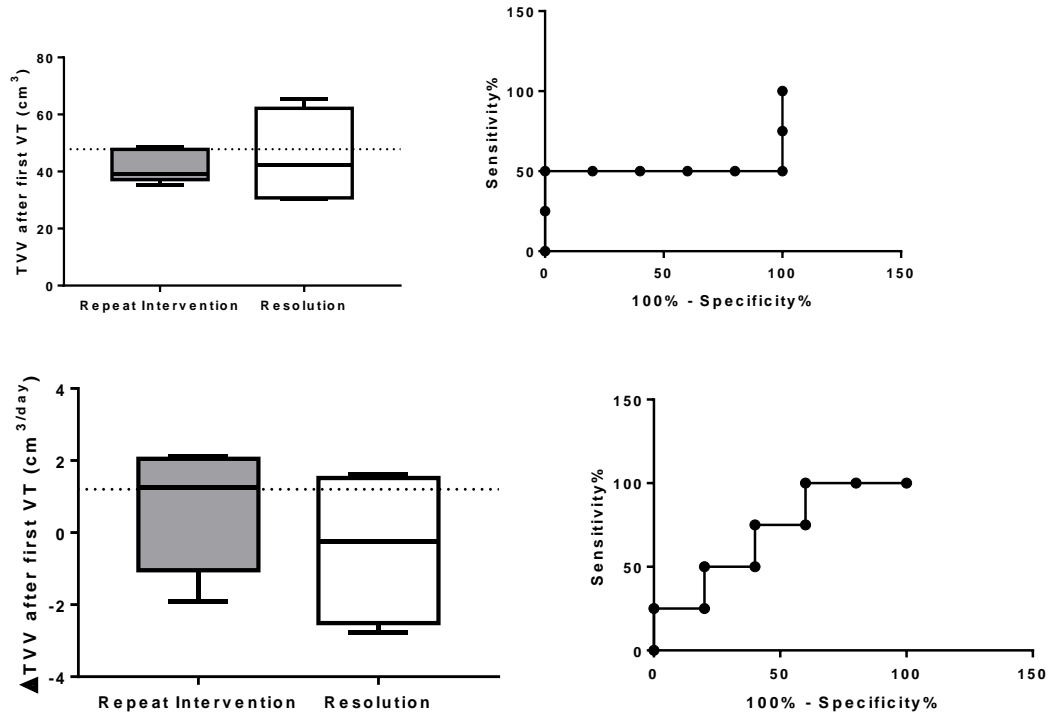 TVV after first VT (cm3)
80
60
40
20
0
Repeat Intervention Resolution
Sensitivity%
150
100
50
0
0 50 100 150
100% - Specificity%
▲TVV after first VT (cm3/day)
4
2
0
-2
-4
Repeat Intervention Resolution
Sensitivity%
150
100
50
0
0 50 100 150
100% - Specificity%